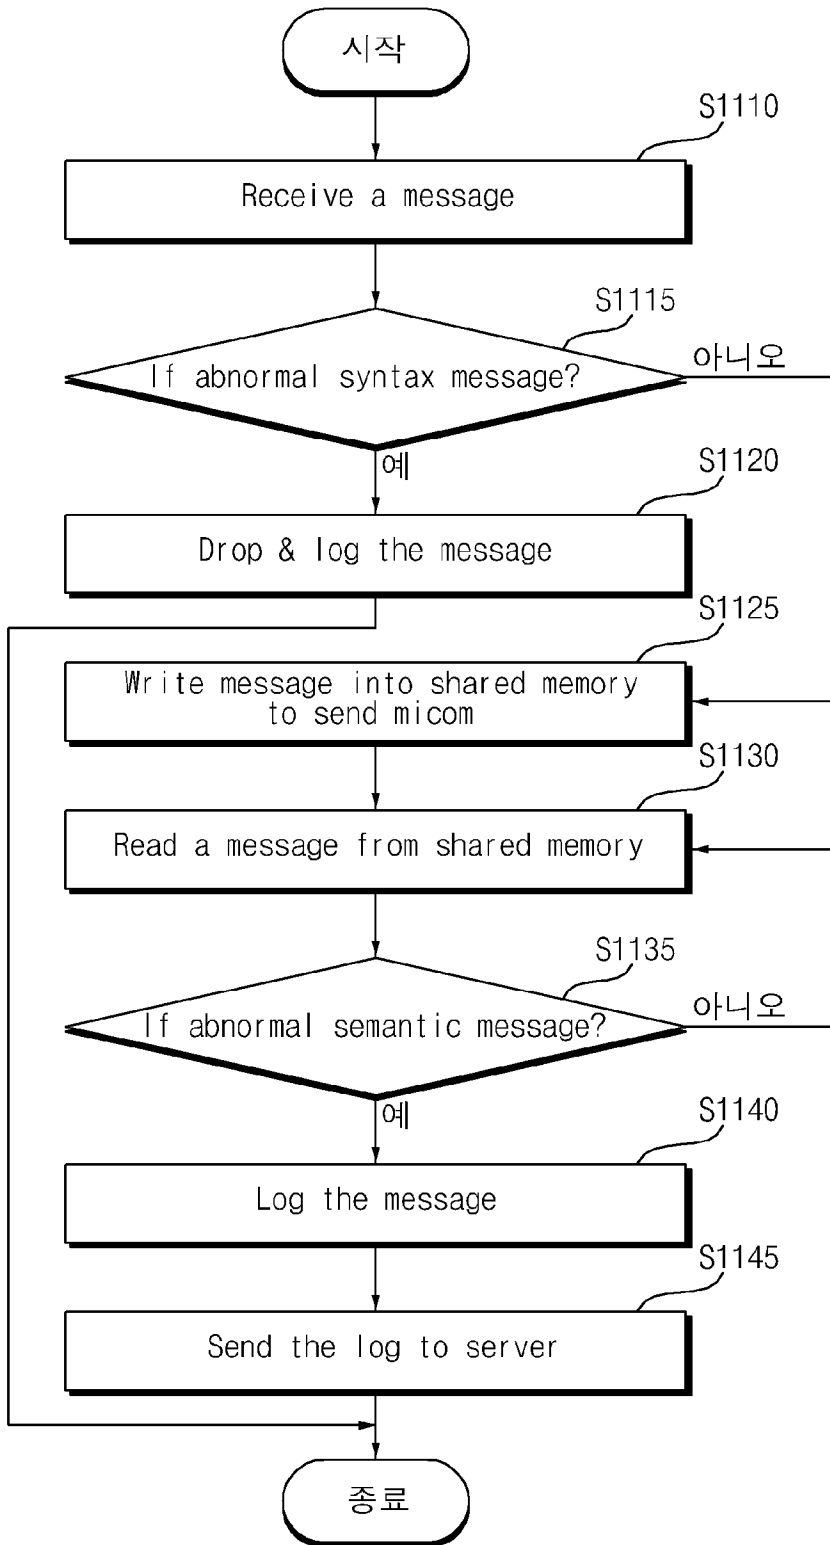 시작
S1110
Receive a message
S1115
If abnormal syntax message?
아니오
예
S1120
Drop & log the message
S1125
Write message into shared memory
to send micom
S1130
Read a message from shared memory
S1135
If abnormal semantic message?
아니오
예
S1140
Log the message
S1145
Send the log to server
종료